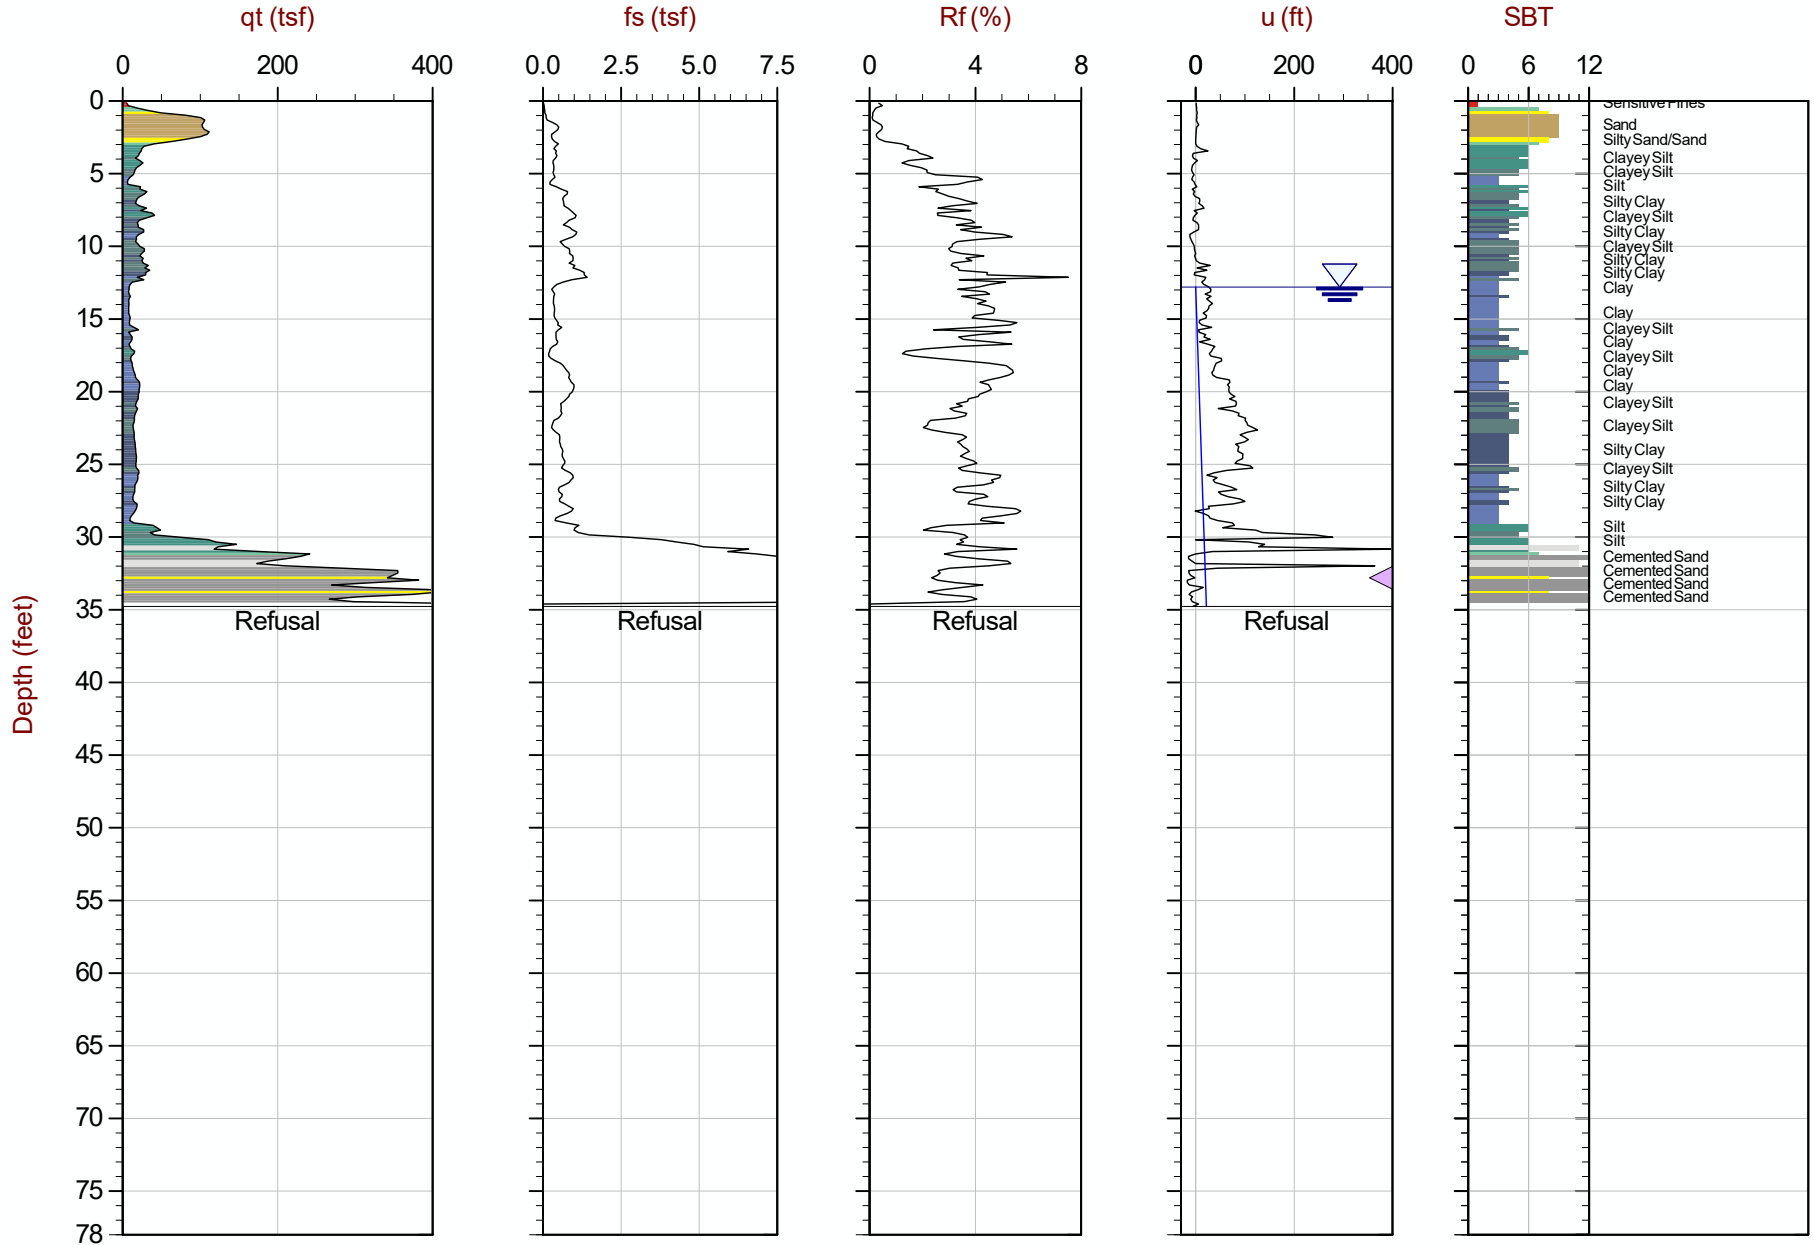 qt (tsf) fs (tsf) Rf (%) u (ft) SBT
0 200 400 0.0 2.5 5.0 7.5 0 4 8 0 200 400 0 6 12
0
5
10
15
20
25
30
35
40
45
50
55
60
65
70
75
78
Depth (feet)
Refusal Refusal Refusal Refusal
Sensitive Fines
Sand
Silty Sand/Sand
Clayey Silt
Clayey Silt
Silt
Silty Clay
Clayey Silt
Silty Clay
Clayey Silt
Silty Clay
Silty Clay
Clay
Clay
Clayey Silt
Clay
Clayey Silt
Clay
Clay
Clayey Silt
Clayey Silt
Silty Clay
Clayey Silt
Silty Clay
Silty Clay
Silt
Silt
Cemented Sand
Cemented Sand
Cemented Sand
Cemented Sand